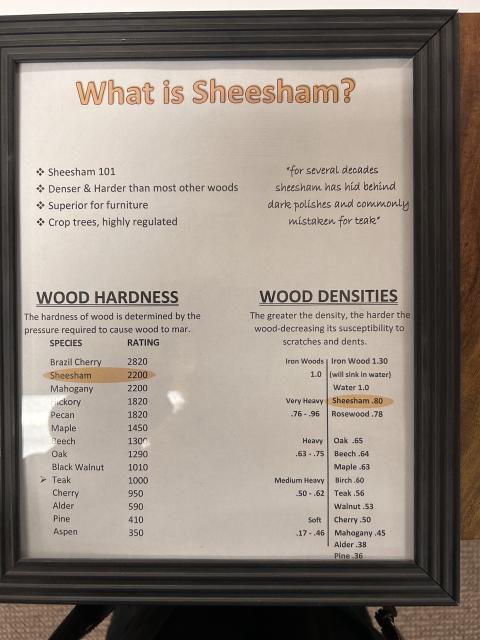 What is Sheesham?
❖ Sheesham 101
❖ Denser & Harder than most other woods
❖ Superior for furniture
❖ Crop trees, highly regulated
"for several decades
sheesham has hid behind
dark polishes and commonly
mistaken for teak"
WOOD HARDNESS
The hardness of wood is determined by the
pressure required to cause wood to mar.
SPECIES RATING
Brazil Cherry 2820
Sheesham 2200
Mahogany 2200
Hickory 1820
Pecan 1820
Maple 1450
Beech 1300
Oak 1290
Black Walnut 1010
➢ Teak 1000
Cherry 950
Alder 590
Pine 410
Aspen 350
WOOD DENSITIES
The greater the density, the harder the
wood-decreasing its susceptibility to
scratches and dents.
Iron Woods Iron Wood 1.30
1.0 (will sink in water)
Water 1.0
Very Heavy Sheesham .80
.76 - .96 Rosewood .78
Heavy Oak .65
.63 - .75 Beech .64
Maple .63
Medium Heavy Birch .60
.50 - .62 Teak .56
Walnut .53
Soft Cherry .50
.17 - .46 Mahogany .45
Alder .38
Pine .36